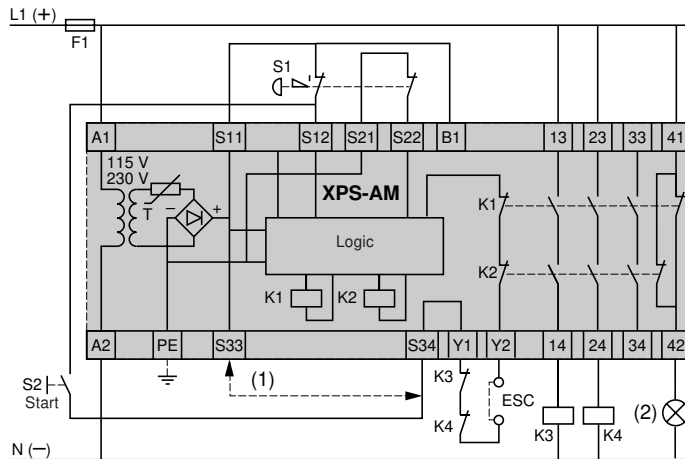 L1 (+)
F1
S1
A1 S11 S12 S21 S22 B1 13 23 33 41
115 V
230 V
T
−
+
XPS-AM
Logic
K1
K2
K1 K2
A2 PE S33 S34 Y1 Y2 14 24 34 42
S2
Start
(1)
K3
K4
ESC
K3
K4
(2)
N (−)